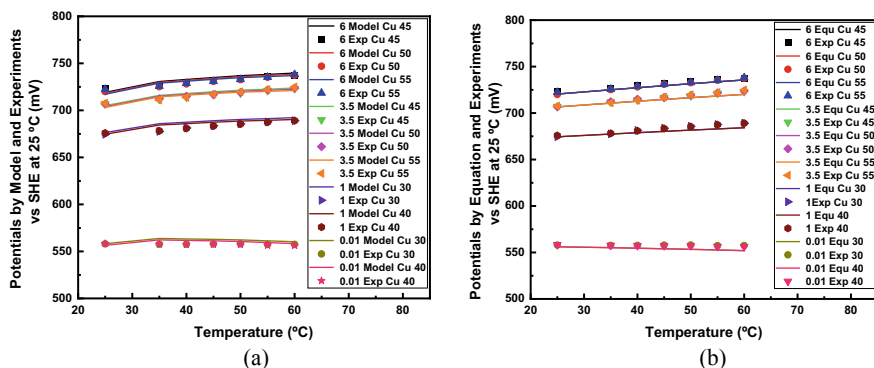 Potentials by Model and Experiments
vs SHE at 25 ºC (mV)
800
750
700
650
600
550
500
20
30
40
50
60
70
80
Temperature (ºC)
(a)
6 Model Cu 45
6 Exp Cu 45
6 Model Cu 50
6 Exp Cu 50
6 Model Cu 55
6 Exp Cu 55
3.5 Model Cu 45
3.5 Exp Cu 45
3.5 Model Cu 50
3.5 Exp Cu 50
3.5 Model Cu 55
3.5 Exp Cu 55
1 Model Cu 30
1 Exp Cu 30
1 Model Cu 40
1 Exp Cu 40
0.01 Model Cu 30
0.01 Exp Cu 30
0.01 Model Cu 40
0.01 Exp Cu 40
Potentials by Equation and Experiments
vs SHE at 25 ºC (mV)
800
750
700
650
600
550
500
20
30
40
50
60
70
80
Temperature (ºC)
(b)
6 Equ Cu 45
6 Exp Cu 45
6 Equ Cu 50
6 Exp Cu 50
6 Equ Cu 55
6 Exp Cu 55
3.5 Equ Cu 45
3.5 Exp Cu 45
3.5 Equ Cu 50
3.5 Exp Cu 50
3.5 Equ Cu 55
3.5 Exp Cu 55
1 Equ Cu 30
1Exp Cu 30
1 Equ 40
1 Exp 40
0.01 Equ 30
0.01 Exp 30
0.01 Equ 40
0.01 Exp 40